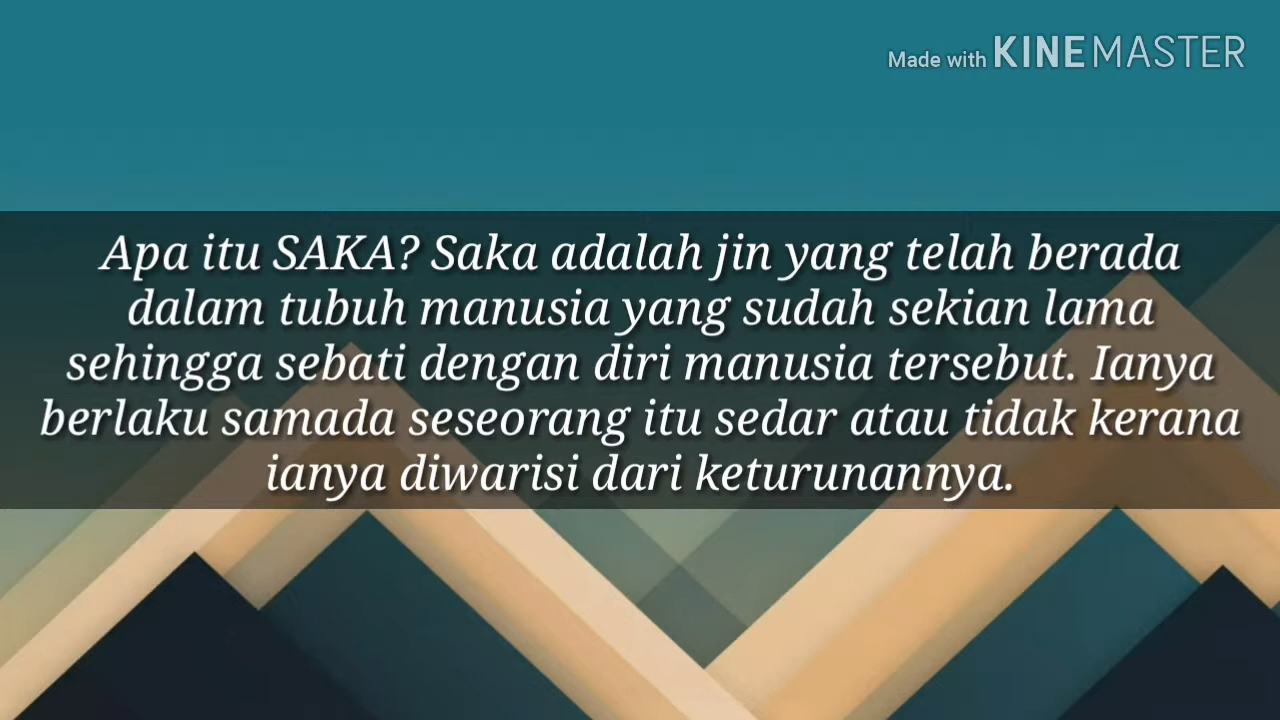 Made with KINEMASTER
Apa itu SAKA? Saka adalah jin yang telah berada
dalam tubuh manusia yang sudah sekian lama
sehingga sebati dengan diri manusia tersebut. Ianya
berlaku samada seseorang itu sedar atau tidak kerana
ianya diwarisi dari keturunannya.